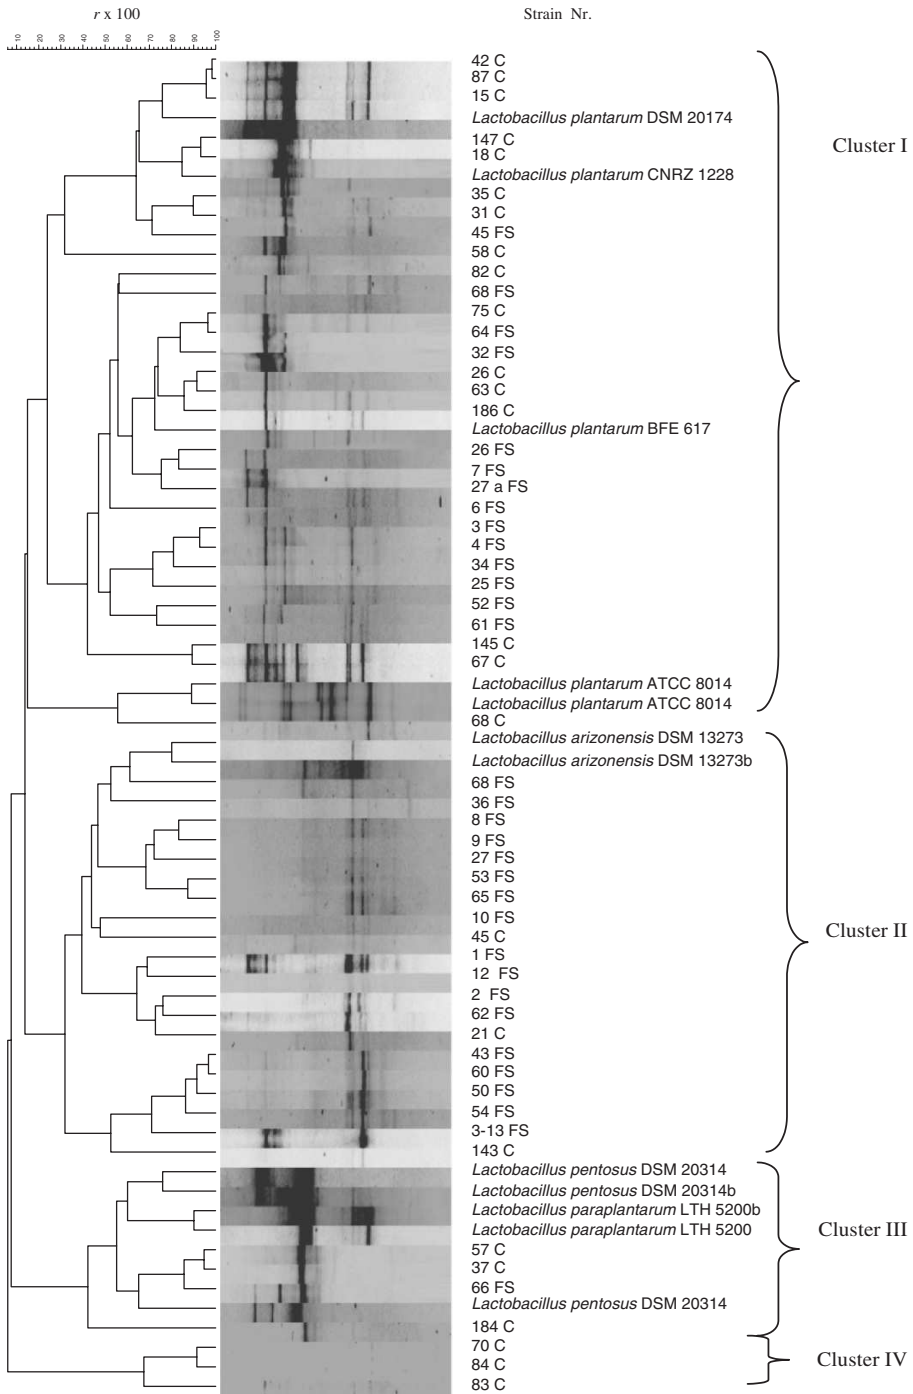 r x 100
Strain Nr.
10 20 30 40 50 60 70 80 90 100
42 C
87 C
15 C
Lactobacillus plantarum DSM 20174
147 C
18 C
Lactobacillus plantarum CNRZ 1228
35 C
31 C
45 FS
58 C
82 C
68 FS
75 C
64 FS
32 FS
26 C
63 C
186 C
Lactobacillus plantarum BFE 617
26 FS
7 FS
27 a FS
6 FS
3 FS
4 FS
34 FS
25 FS
52 FS
61 FS
145 C
67 C
Lactobacillus plantarum ATCC 8014
Lactobacillus plantarum ATCC 8014
68 C
Cluster I
Lactobacillus arizonensis DSM 13273
Lactobacillus arizonensis DSM 13273b
68 FS
36 FS
8 FS
9 FS
27 FS
53 FS
65 FS
10 FS
45 C
1 FS
12 FS
2 FS
62 FS
21 C
43 FS
60 FS
50 FS
54 FS
3-13 FS
143 C
Cluster II
Lactobacillus pentosus DSM 20314
Lactobacillus pentosus DSM 20314b
Lactobacillus paraplantarum LTH 5200b
Lactobacillus paraplantarum LTH 5200
57 C
37 C
66 FS
Lactobacillus pentosus DSM 20314
184 C
Cluster III
70 C
84 C
83 C
Cluster IV